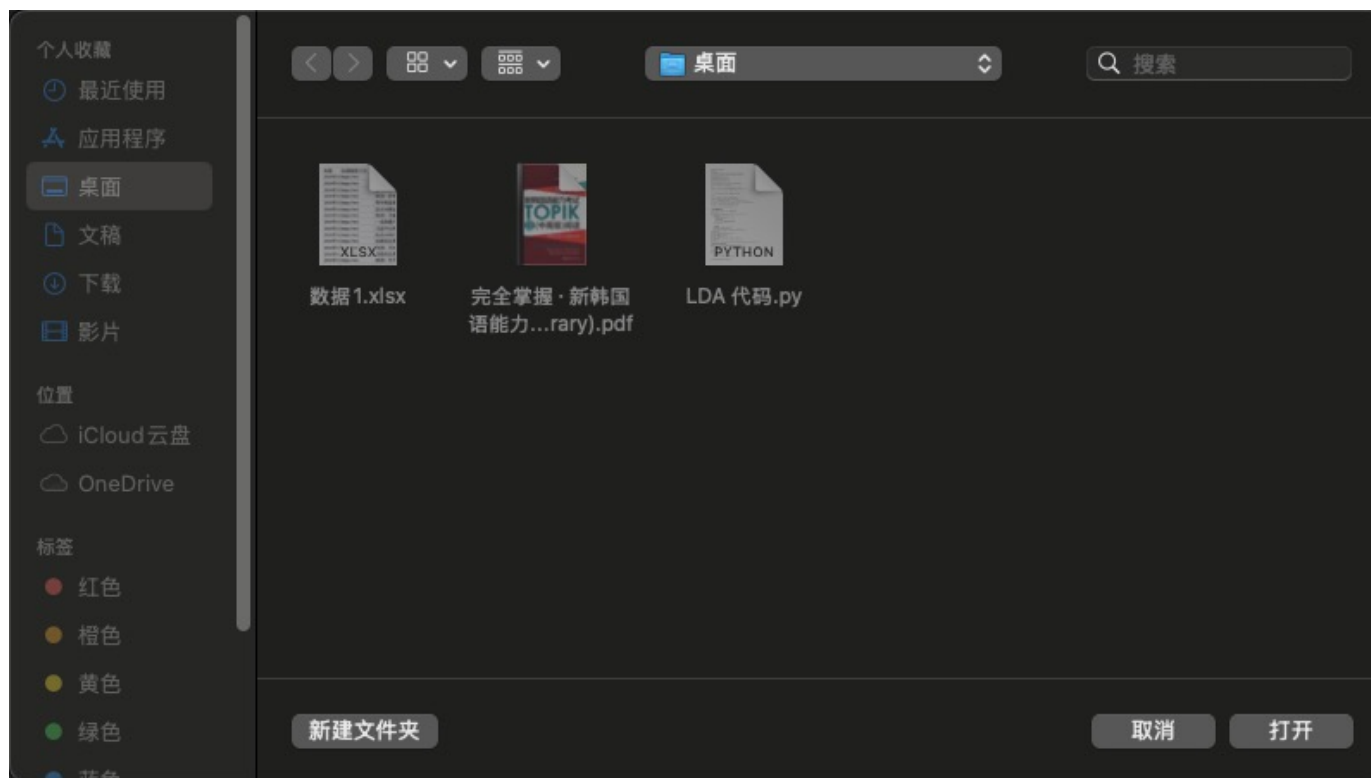 个人收藏
最近使用
应用程序
桌面
文稿
下载
影片
位置
iCloud云盘
OneDrive
标签
红色
橙色
黄色
绿色
桌面
搜索
XLSX
TOPIK
PYTHON
数据1.xlsx
完全掌握·新韩国
语能力...rary).pdf
LDA 代码.py
新建文件夹
取消
打开